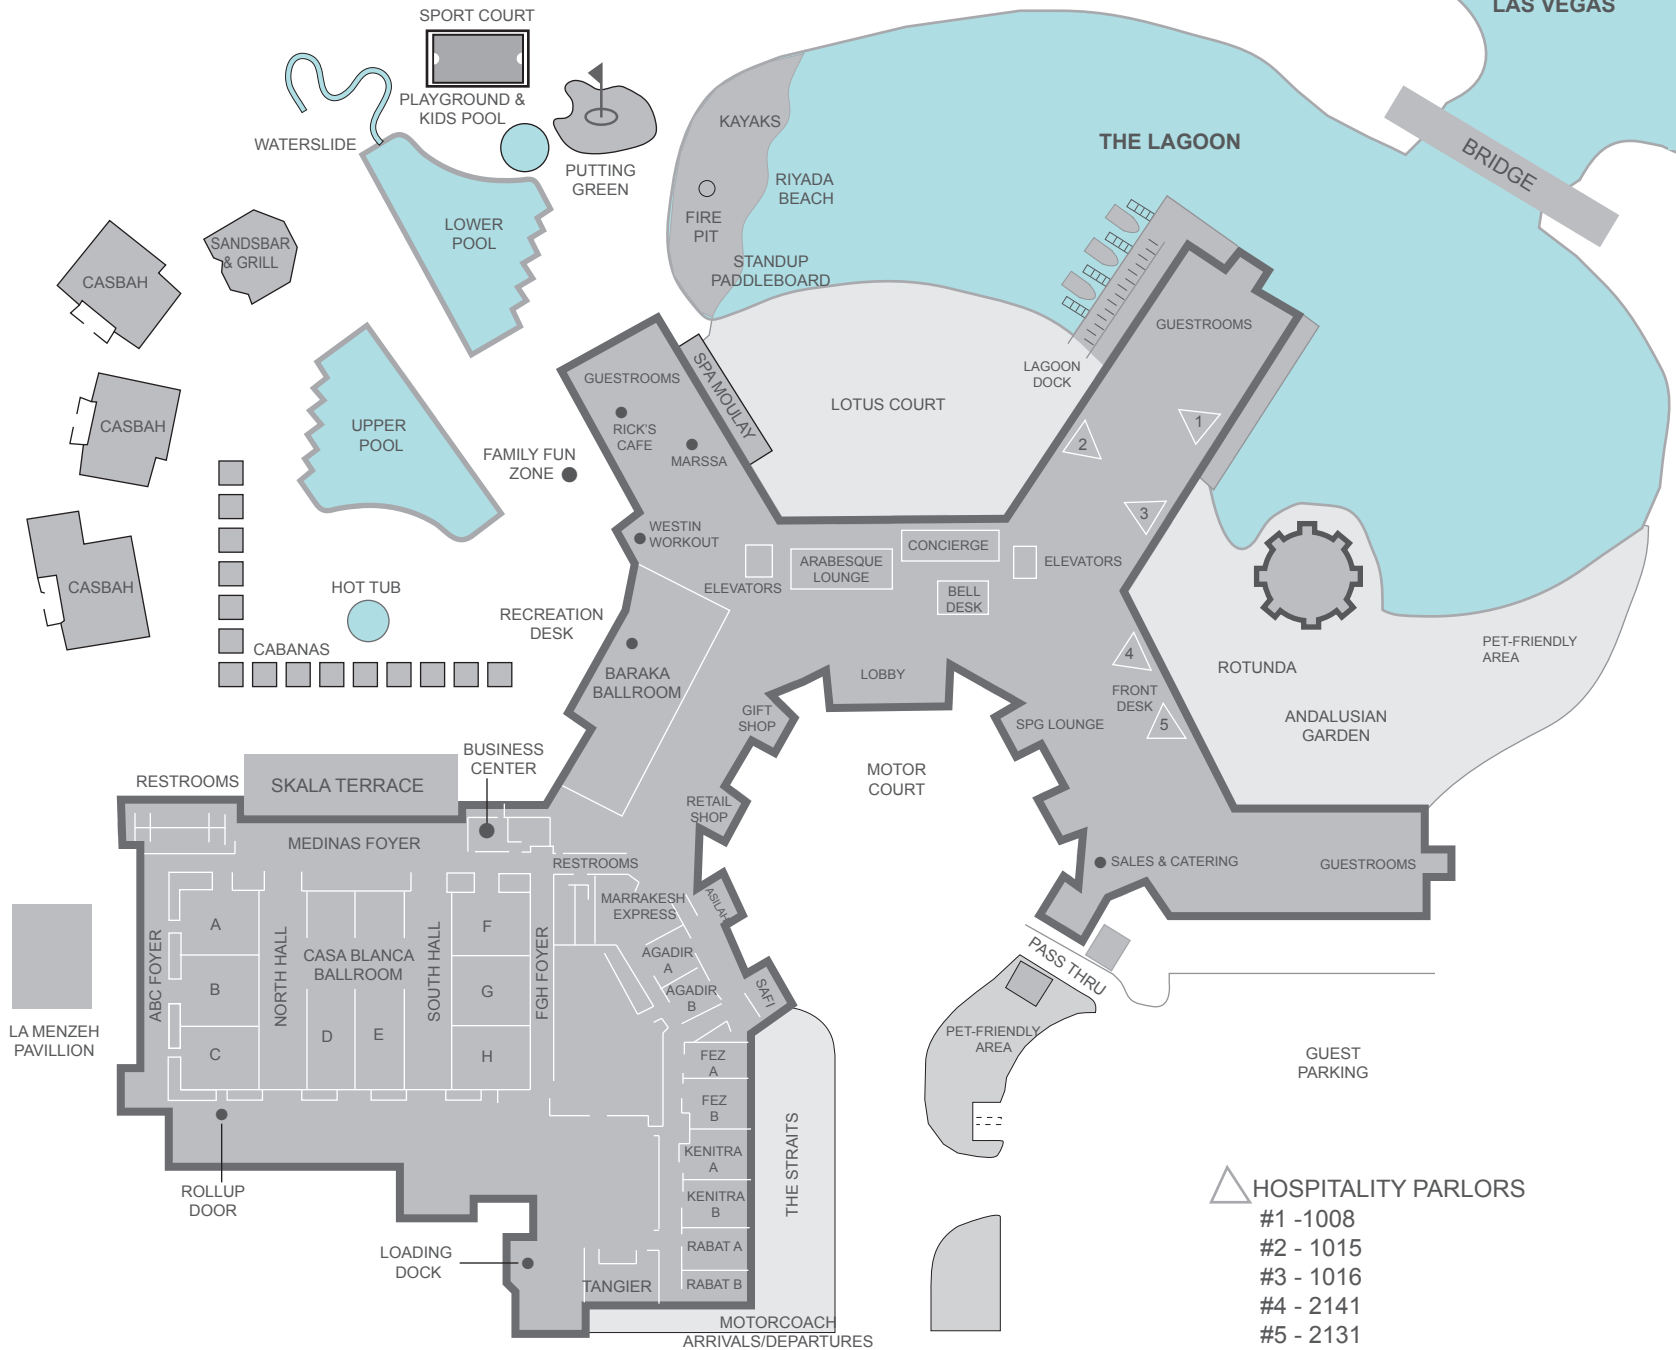 SPORT COURT
LAS VEGAS
PLAYGROUND &
KIDS POOL
WATERSLIDE
PUTTING
GREEN
KAYAKS
THE LAGOON
BRIDGE
RIYADA
BEACH
FIRE
PIT
STANDUP
PADDLEBOARD
LOWER
POOL
SANDSBAR
& GRILL
CASBAH
GUESTROOMS
LAGOON
DOCK
GUESTROOMS
SPA MOULAY
LOTUS COURT
RICK'S
CAFE
MARSSA
1
2
3
CASBAH
UPPER
POOL
FAMILY FUN
ZONE
WESTIN
WORKOUT
ELEVATORS
ARABESQUE
LOUNGE
CONCIERGE
ELEVATORS
BELL
DESK
CASBAH
HOT TUB
RECREATION
DESK
CABANAS
BARAKA
BALLROOM
LOBBY
4
FRONT
DESK
5
SPG LOUNGE
GIFT
SHOP
ROTUNDA
PET-FRIENDLY
AREA
ANDALUSIAN
GARDEN
BUSINESS
CENTER
RESTROOMS
SKALA TERRACE
MOTOR
COURT
RETAIL
SHOP
MEDINAS FOYER
RESTROOMS
SALES & CATERING
GUESTROOMS
MARRAKESH
EXPRESS
ASILAH
A
B
C
ABC FOYER
NORTH HALL
CASA BLANCA
BALLROOM
D
E
SOUTH HALL
F
G
H
FGH FOYER
AGADIR
A
AGADIR
B
SAFI
PASS THRU
LA MENZEH
PAVILLION
PET-FRIENDLY
AREA
GUEST
PARKING
FEZ
A
FEZ
B
KENITRA
A
KENITRA
B
RABAT A
RABAT B
THE STRAITS
ROLLUP
DOOR
LOADING
DOCK
TANGIER
MOTORCOACH
ARRIVALS/DEPARTURES
HOSPITALITY PARLORS
#1 -1008
#2 - 1015
#3 - 1016
#4 - 2141
#5 - 2131